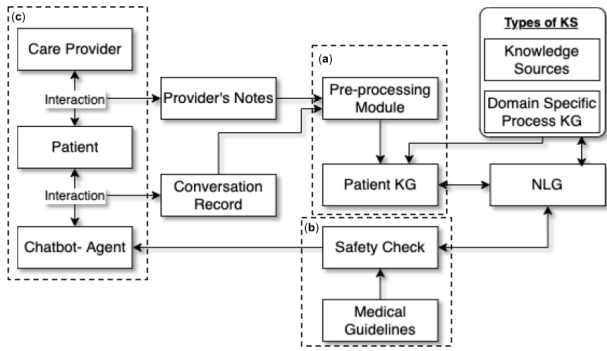 (c)
Care Provider
Interaction
Patient
Interaction
Chatbot- Agent
Provider's Notes
Conversation
Record
(a)
Pre-processing
Module
Patient KG
(b)
Safety Check
Medical
Guidelines
Types of KS
Knowledge
Sources
Domain Specific
Process KG
NLG